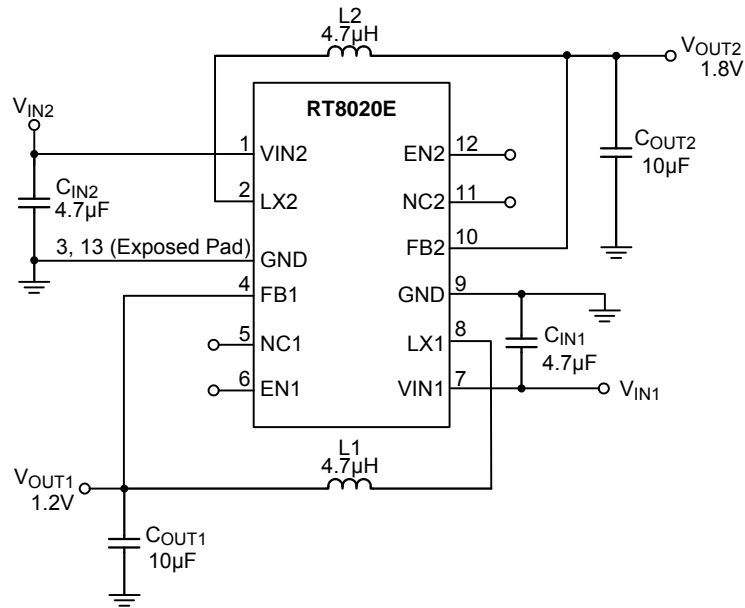 L2
4.7µH
VOUT2
1.8V
RT8020E
VIN2
1 VIN2
EN2 12
COUT2
10µF
CIN2
4.7µF
2 LX2
NC2 11
3, 13 (Exposed Pad) GND
FB2 10
4 FB1
GND 9
5 NC1
LX1 8
CIN1
4.7µF
6 EN1
VIN1 7
VIN1
L1
4.7µH
VOUT1
1.2V
COUT1
10µF